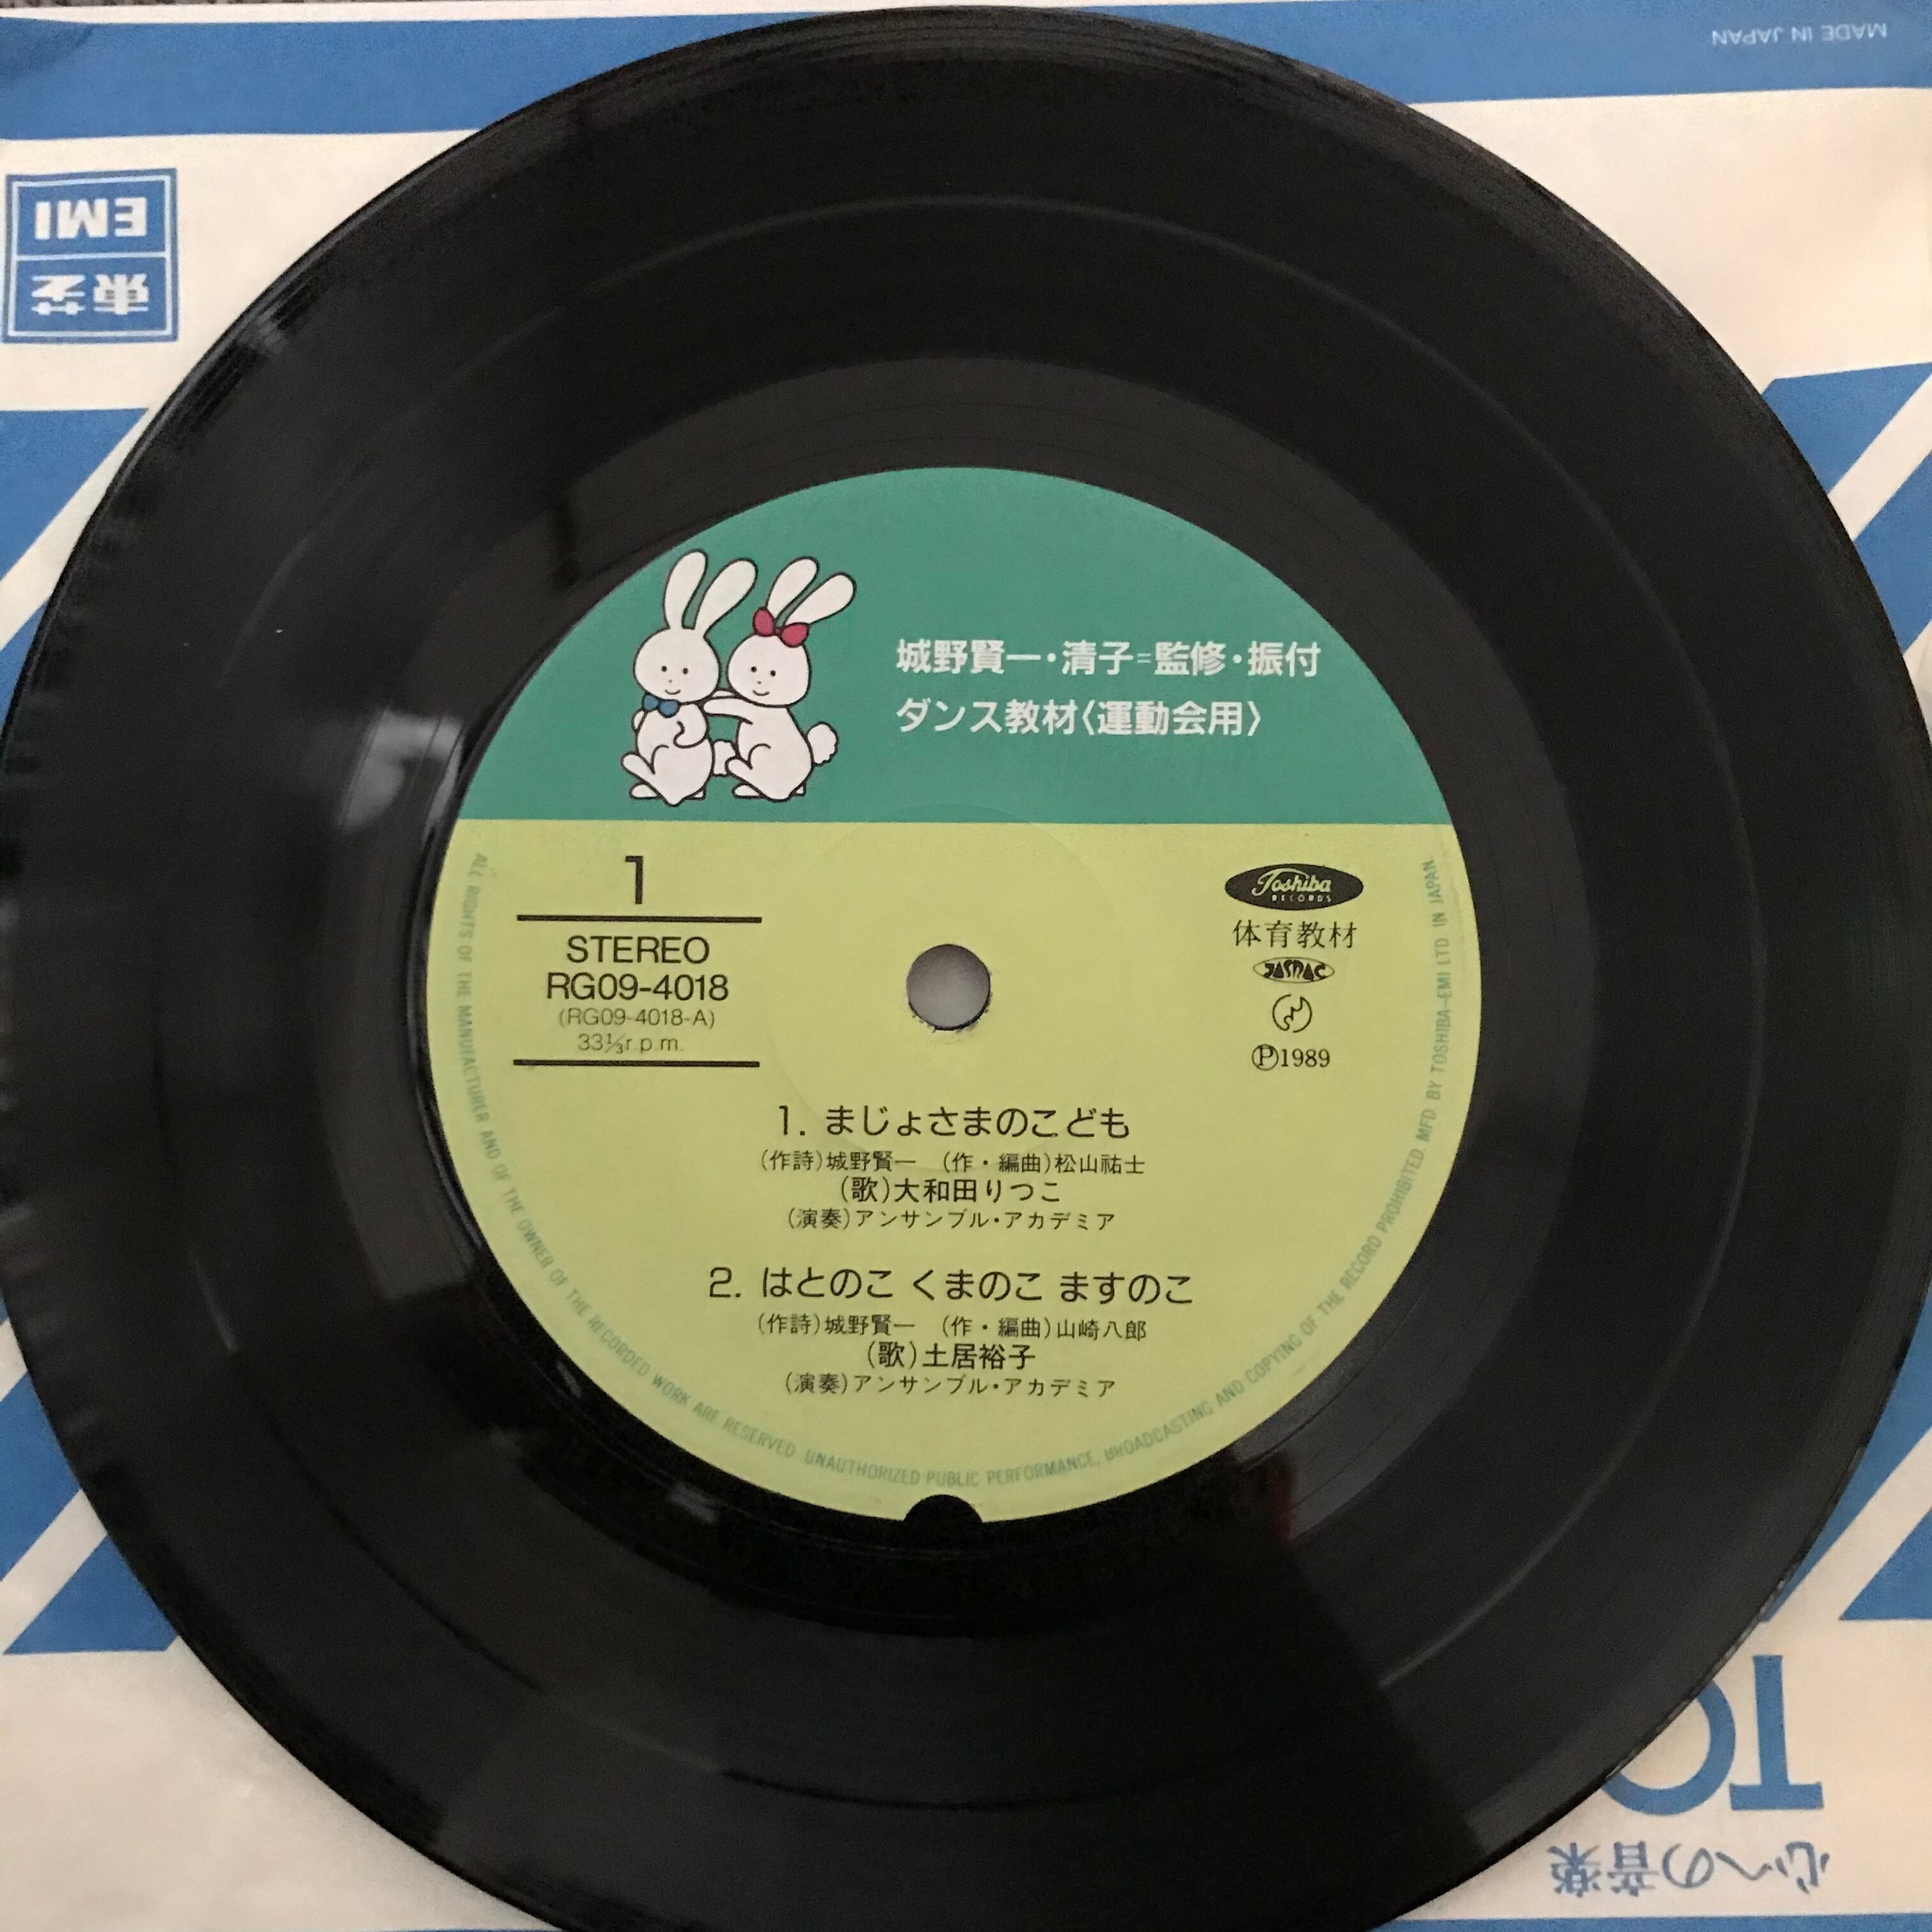 MADE IN JAPAN
東芝
EMI
城野賢一・清子=監修・振付
ダンス教材〈運動会用〉
1
STEREO
RG09-4018
(RG09-4018-A)
33⅓r.p.m.
Toshiba
RECORDS
体育教材
JASRAC
Ⓟ1989
1. まじょさまのこども
(作詩)城野賢一 (作・編曲)松山祐士
(歌)大和田りつこ
(演奏)アンサンブル・アカデミア
2. はとのこ くまのこ ますのこ
(作詩)城野賢一 (作・編曲)山崎八郎
(歌)土居裕子
(演奏)アンサンブル・アカデミア
ALL RIGHTS OF THE MANUFACTURER AND OF THE OWNER OF THE RECORDED WORK ARE RESERVED UNAUTHORIZED PUBLIC PERFORMANCE, BROADCASTING AND COPYING OF THE RECORD PROHIBITED MFD BY TOSHIBA-EMI LTD IN JAPAN
TO
心への音楽